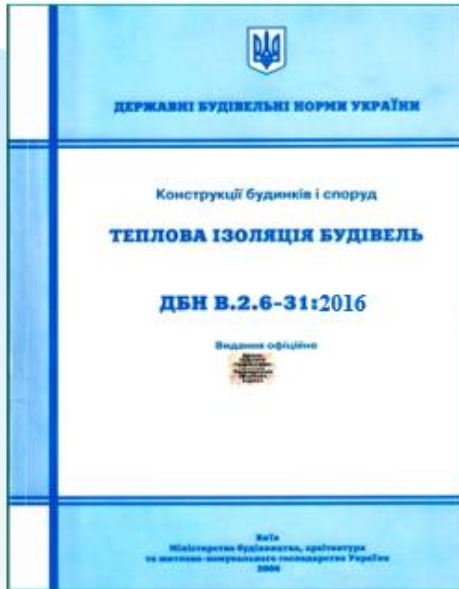 ДЕРЖАВНІ БУДІВЕЛЬНІ НОРМИ УКРАЇНИ
Конструкції будинків і споруд
ТЕПЛОВА ІЗОЛЯЦІЯ БУДІВЕЛЬ
ДБН В.2.6-31:2016
Видання офіційне
Київ
Міністерство будівництва, архітектури
та житлово-комунального господарства України
2006